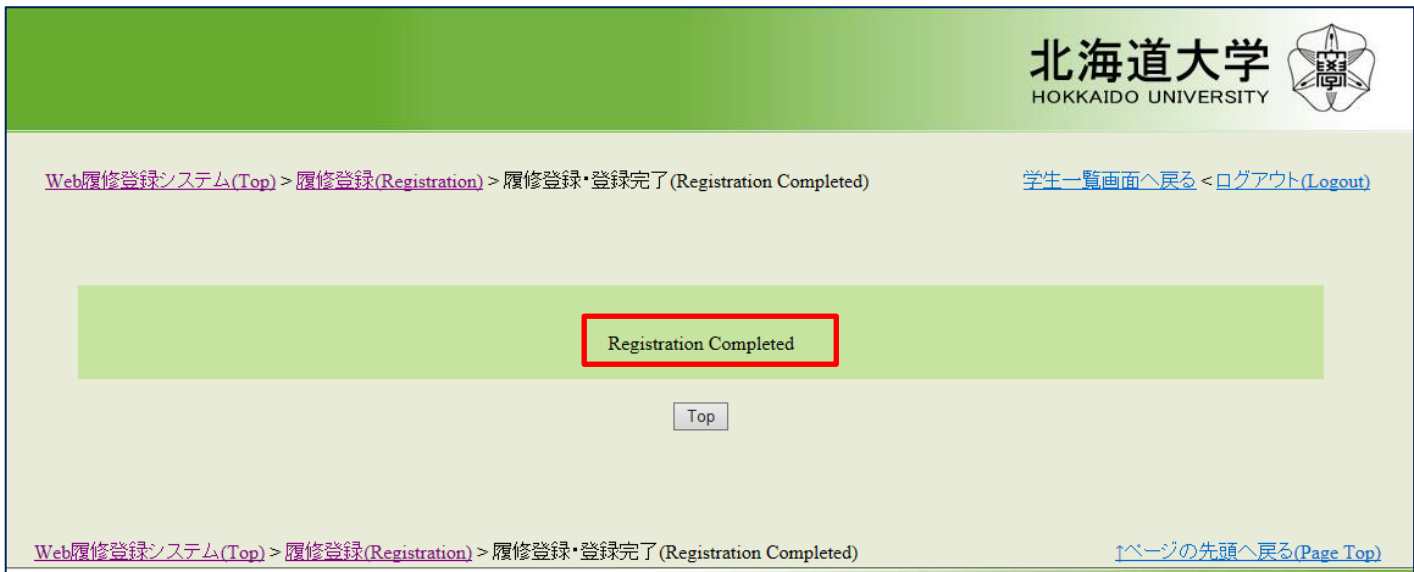 北海道大学
HOKKAIDO UNIVERSITY
Web履修登録システム(Top) > 履修登録(Registration) > 履修登録・登録完了(Registration Completed)
学生一覧画面へ戻る < ログアウト(Logout)
Registration Completed
Top
Web履修登録システム(Top) > 履修登録(Registration) > 履修登録・登録完了(Registration Completed)
↑ページの先頭へ戻る(Page Top)